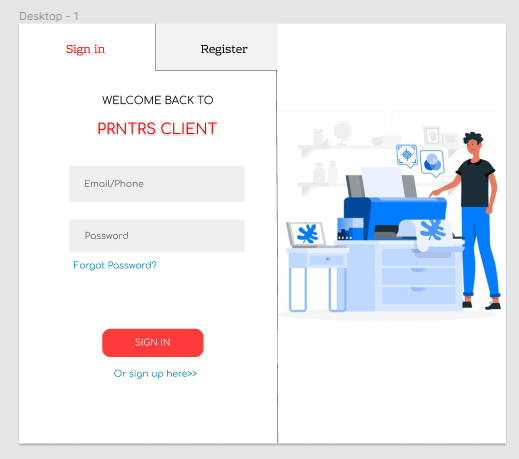 Desktop - 1
Sign in
Register
WELCOME BACK TO
PRNTRS CLIENT
Email/Phone
Password
Forgot Password?
SIGN IN
Or sign up here>>